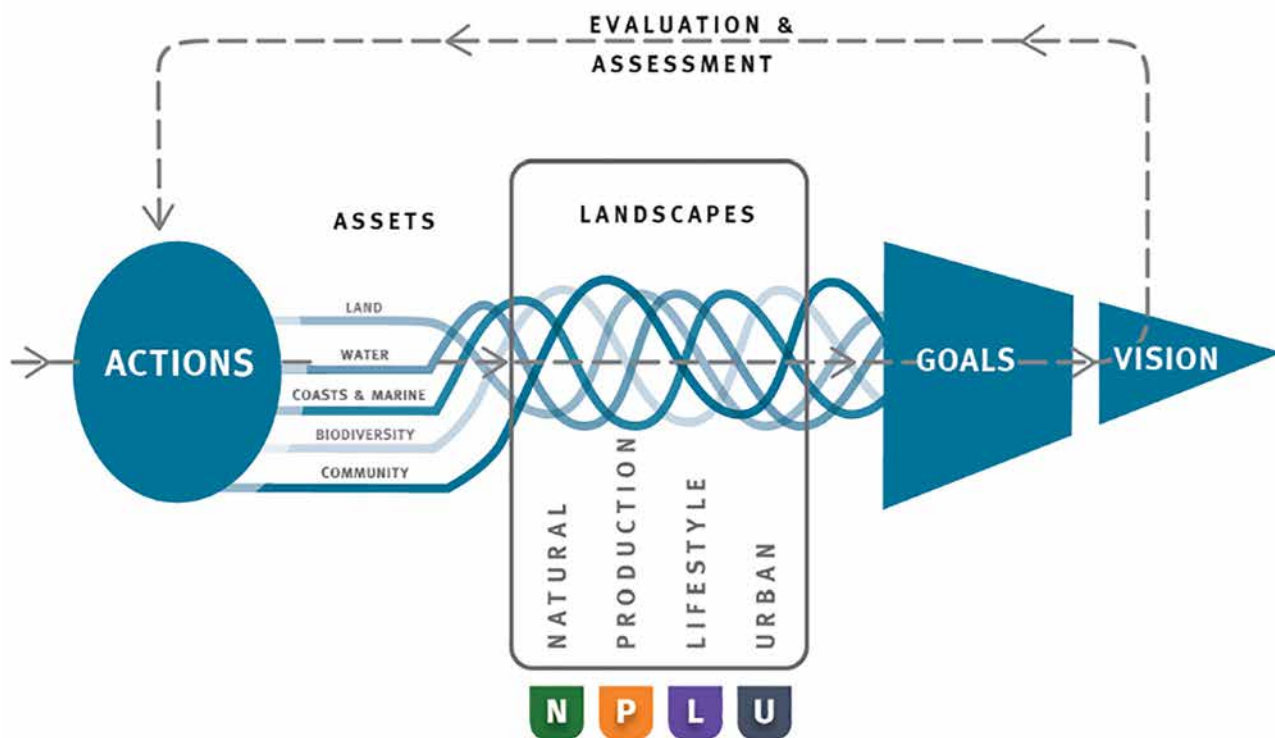 EVALUATION &
ASSESSMENT
ASSETS
LANDSCAPES
LAND
ACTIONS
WATER
GOALS
VISION
COASTS & MARINE
BIODIVERSITY
COMMUNITY
NATURAL
PRODUCTION
LIFESTYLE
URBAN
N P L U